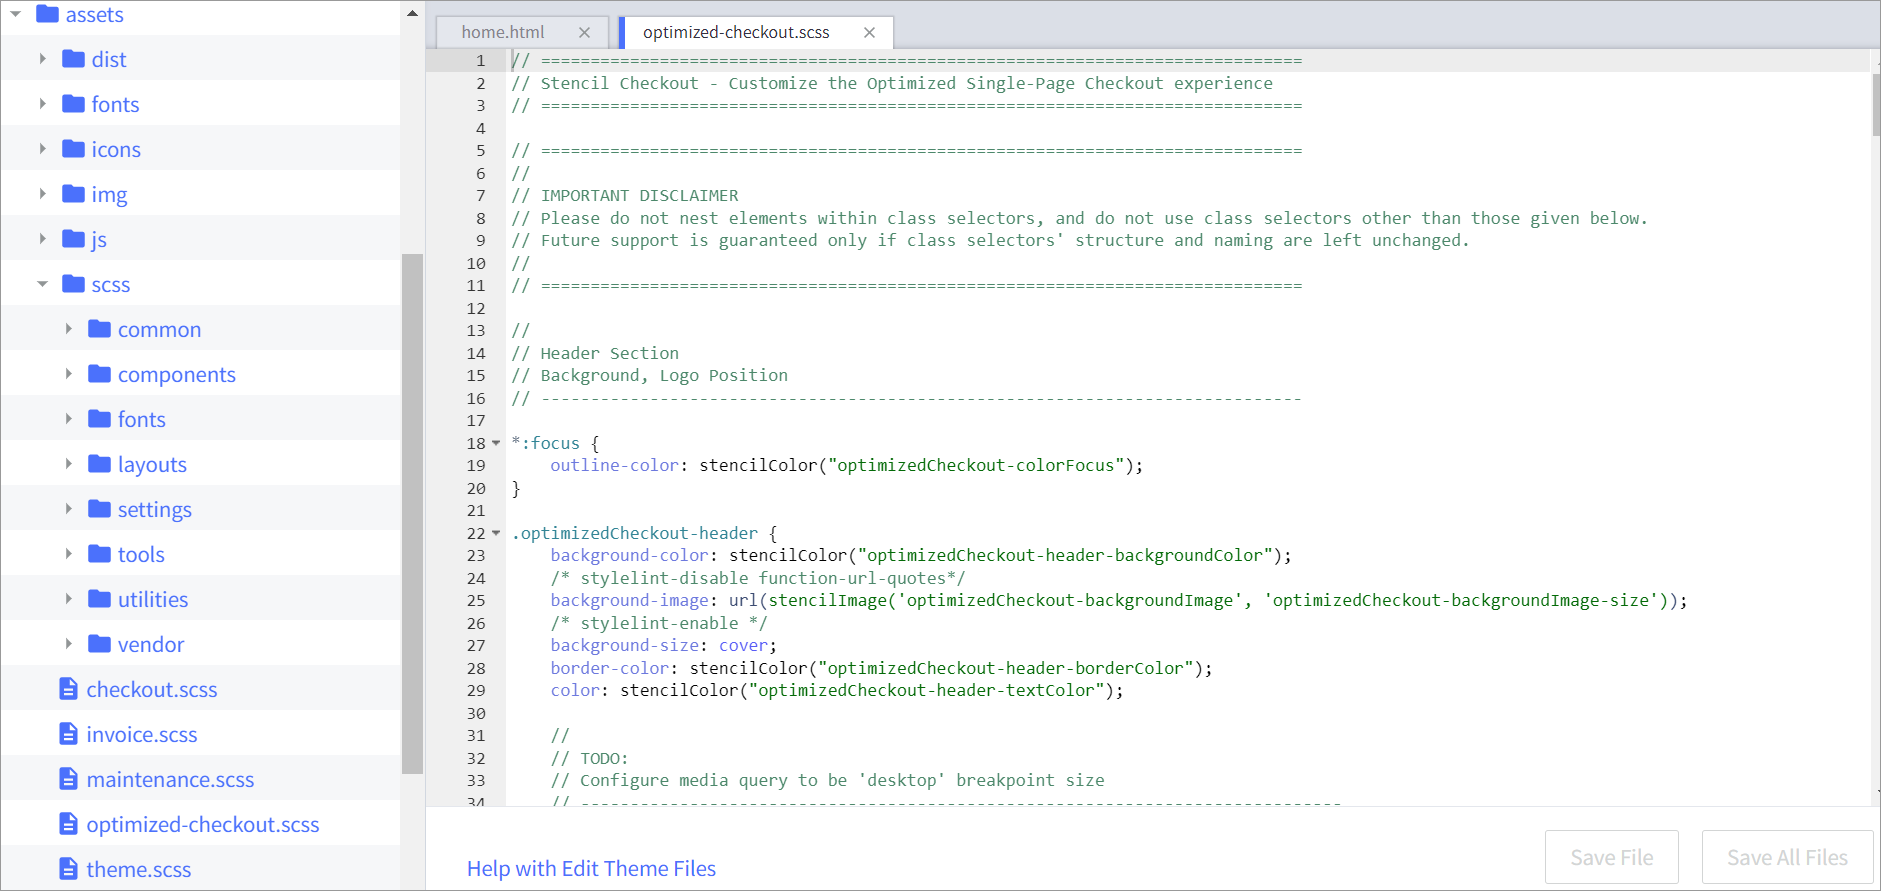 assets
dist
fonts
icons
img
js
scss
common
components
fonts
layouts
settings
tools
utilities
vendor
checkout.scss
invoice.scss
maintenance.scss
optimized-checkout.scss
theme.scss
home.html ×
optimized-checkout.scss ×
1 // =============================================================================
2 // Stencil Checkout - Customize the Optimized Single-Page Checkout experience
3 // =============================================================================
4
5 // =============================================================================
6 //
7 // IMPORTANT DISCLAIMER
8 // Please do not nest elements within class selectors, and do not use class selectors other than those given below.
9 // Future support is guaranteed only if class selectors' structure and naming are left unchanged.
10 //
11 // =============================================================================
12
13 //
14 // Header Section
15 // Background, Logo Position
16 // -----------------------------------------------------------------------------
17
18 *:focus {
19     outline-color: stencilColor("optimizedCheckout-colorFocus");
20 }
21
22 .optimizedCheckout-header {
23     background-color: stencilColor("optimizedCheckout-header-backgroundColor");
24     /* stylelint-disable function-url-quotes*/
25     background-image: url(stencilImage('optimizedCheckout-backgroundImage', 'optimizedCheckout-backgroundImage-size'));
26     /* stylelint-enable */
27     background-size: cover;
28     border-color: stencilColor("optimizedCheckout-header-borderColor");
29     color: stencilColor("optimizedCheckout-header-textColor");
30
31     //
32     // TODO:
33     // Configure media query to be 'desktop' breakpoint size
34     // -----------------------------------------------------------------------------
Help with Edit Theme Files
Save File
Save All Files